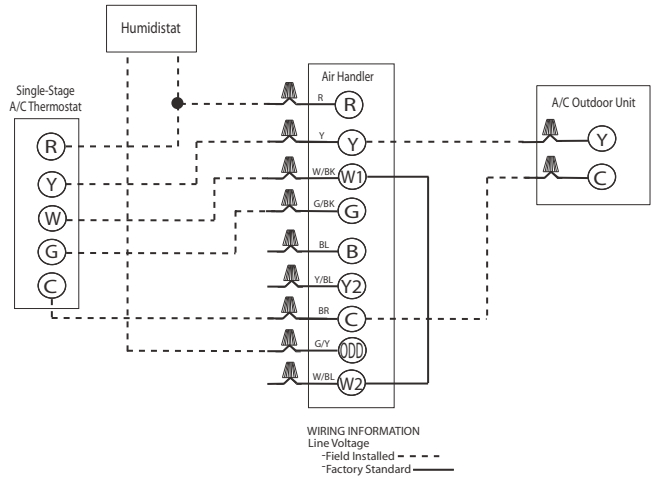 Humidistat
Single-Stage
A/C Thermostat
R
Y
W
G
C
Air Handler
R R
Y Y
W/BK W1
G/BK G
BL B
Y/BL Y2
BR C
G/Y ODD
W/BL W2
A/C Outdoor Unit
Y
C
WIRING INFORMATION
Line Voltage
-Field Installed
-Factory Standard